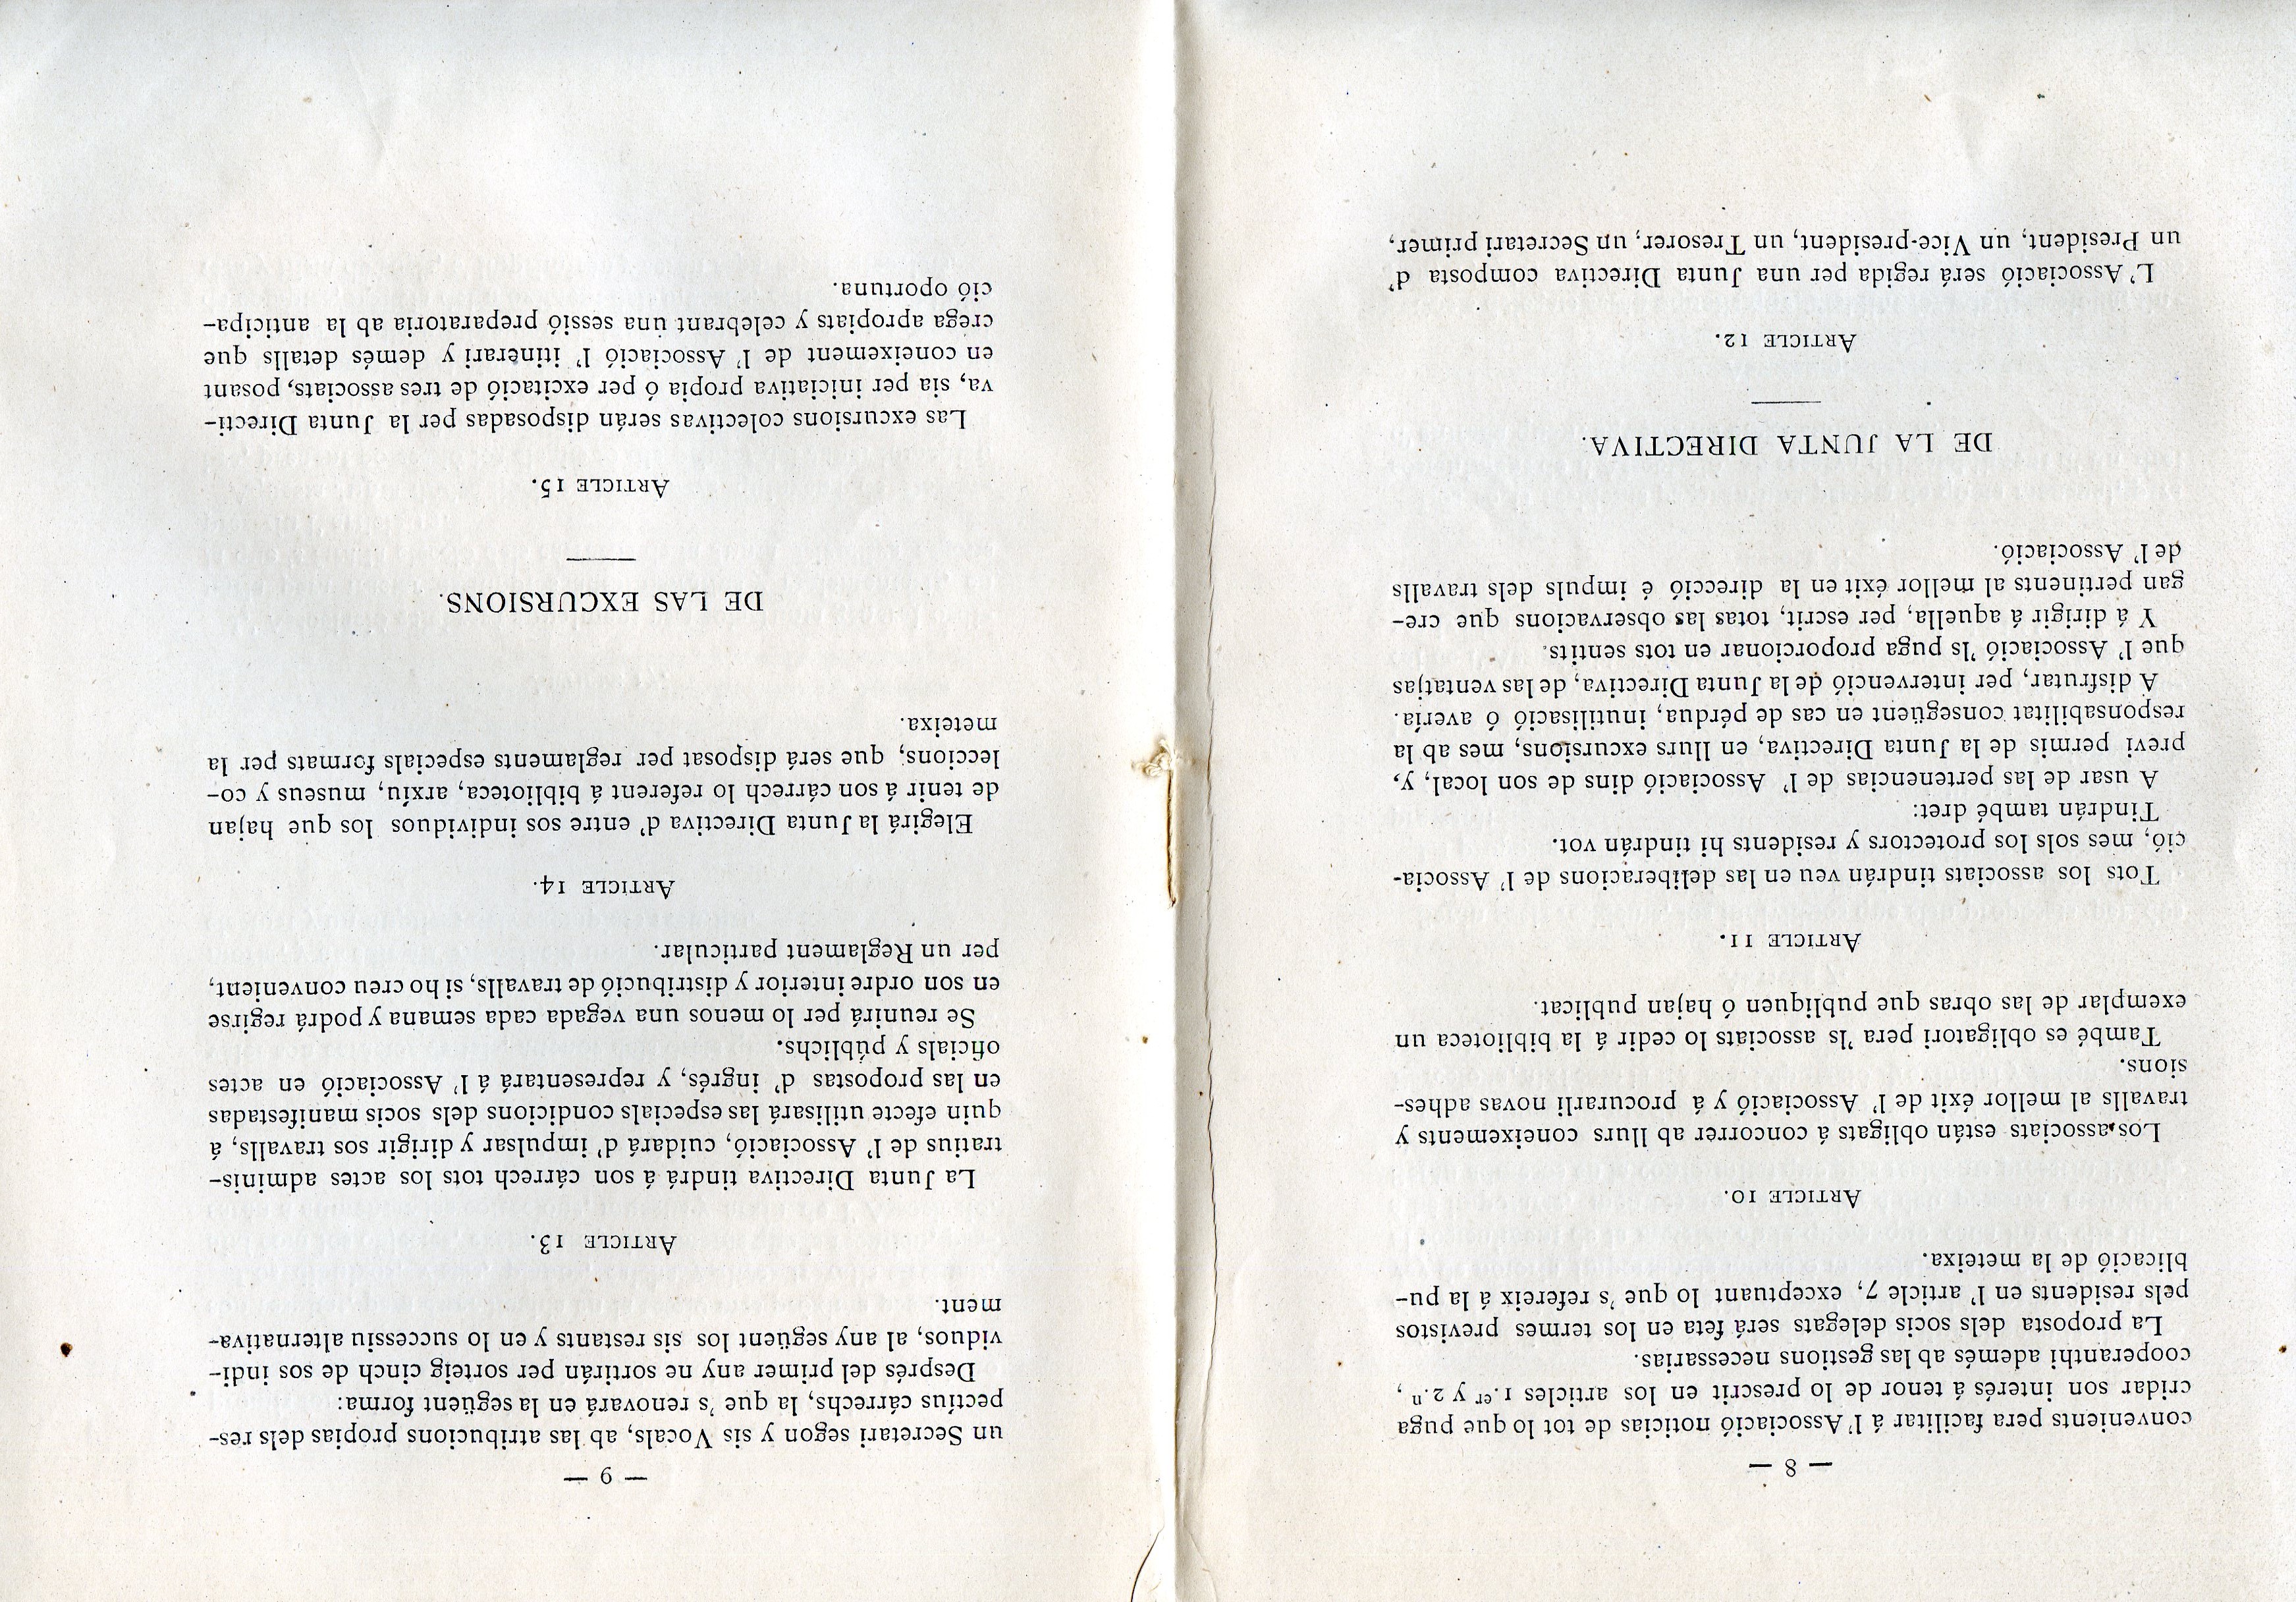 — 8 —
convenients pera facilitar á l' Associació noticias de tot lo que puga
cridar son interés á tenor de lo prescrit en los articles 1.er y 2.n,
cooperanthi ademés ab las gestions necessarias.
La proposta dels socis delegats será feta en los termes previstos
pels residents en l' article 7, exceptuant lo que 's refereix á la pu-
blicació de la meteixa.
ARTICLE 10.
Los associats están obligats á concorrer ab llurs coneixements y
travalls al mellor éxit de l' Associació y á procurarli novas adhes-
sions.
També es obligatori pera 'ls associats lo cedir á la biblioteca un
exemplar de las obras que publiquen ó hajan publicat.
ARTICLE 11.
Tots los associats tindrán veu en las deliberacions de l' Associa-
ció, mes sols los protectors y residents hi tindrán vot.
Tindrán també dret:
A usar de las pertenencias de l' Associació dins de son local, y,
previ permis de la Junta Directiva, en llurs excursions, mes ab la
responsabilitat conseguënt en cas de pérdua, inutilisació ó avería.
A disfrutar, per intervenció de la Junta Directiva, de las ventatjas
que l' Associació 'ls puga proporcionar en tots sentits.
Y á dirigir á aquella, per escrit, totas las observacions que cre-
gan pertinents al mellor éxit en la direcció é impuls dels travalls
de l' Associació.
DE LA JUNTA DIRECTIVA.
ARTICLE 12.
L' Associació será regida per una Junta Directiva composta d'
un President, un Vice-president, un Tresorer, un Secretari primer,
— 9 —
un Secretari segon y sis Vocals, ab las atribucions propias dels res-
pectius cárrechs, la que 's renovará en la segúent forma:
Després del primer any ne sortirán per sorteig cinch de sos indi-
viduos, al any segúent los sis restants y en lo successiu alternativa-
ment.
ARTICLE 13.
La Junta Directiva tindrá á son cárrech tots los actes adminis-
tratius de l' Associació, cuidará d' impulsar y dirigir sos travalls, á
quin efecte utilisará las especials condicions dels socis manifestadas
en las propostas d' ingrés, y representará á l' Associació en actes
oficials y públichs.
Se reunirá per lo menos una vegada cada semana y podrá regirse
en son ordre interior y distribució de travalls, si ho creu convenient,
per un Reglament particular.
ARTICLE 14.
Elegirá la Junta Directiva d' entre sos individuos los que hajan
de tenir á son cárrech lo referent á biblioteca, arxíu, museus y co-
leccions; que será disposat per reglaments especials formats per la
meteixa.
DE LAS EXCURSIONS.
ARTICLE 15.
Las excursions colectivas serán disposadas per la Junta Directi-
va, sia per iniciativa propia ó per excitació de tres associats, posant
en coneixement de l' Associació l' itinerari y demés detalls que
crega apropiats y celebrant una sessió preparatoria ab la anticipa-
ció oportuna.